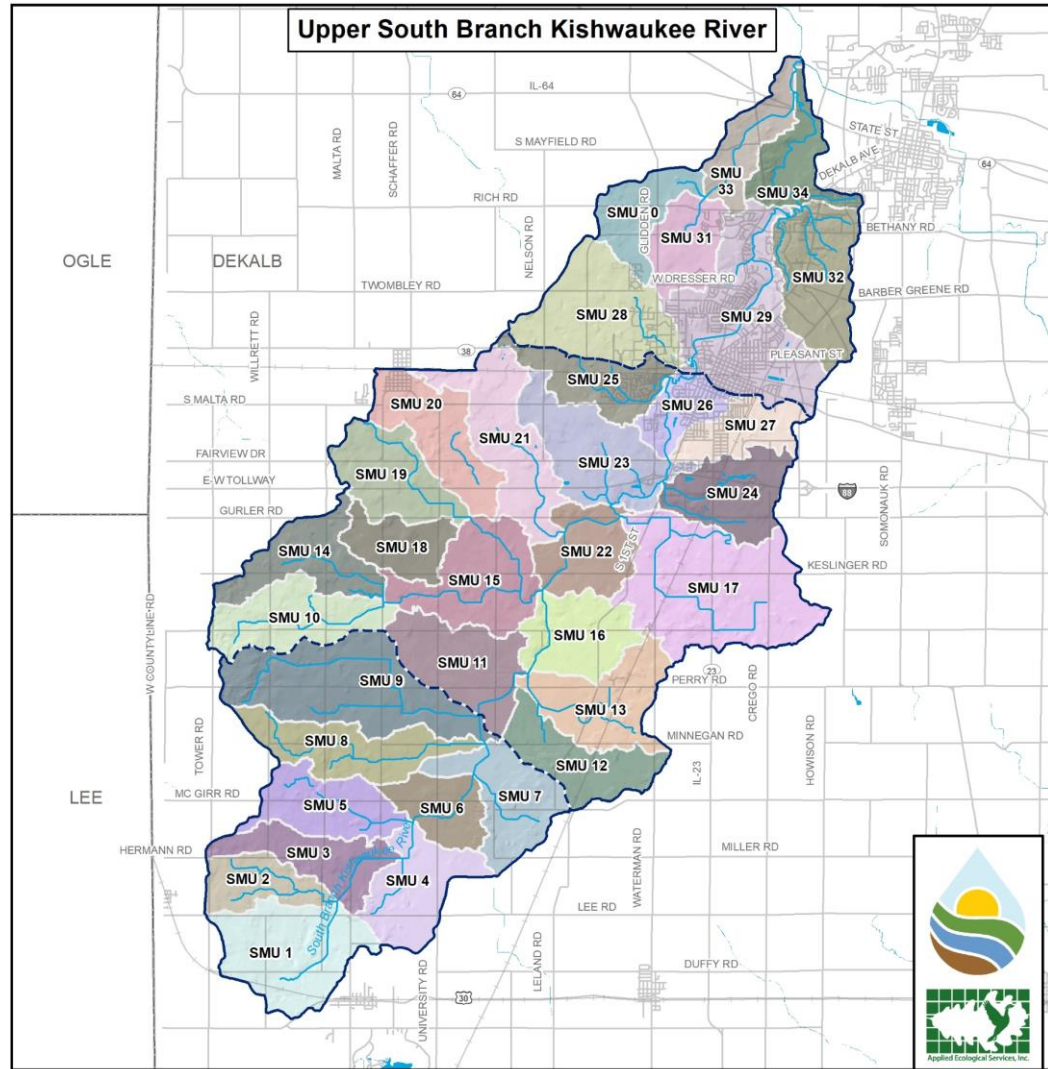 Upper South Branch Kishwaukee River
IL-64
64
S MAYFIELD RD
STATE ST
DEKALB AVE
64
MALTA RD
SCHAFFER RD
RICH RD
NELSON RD
GLIDDEN RD
SMU 33
SMU 34
SMU 31
BETHANY RD
OGLE
DEKALB
TWOMBLEY RD
W DRESSER RD
SMU 32
BARBER GREENE RD
SMU 28
SMU 29
WILLRETT RD
38
PLEASANT ST
SMU 25
S MALTA RD
SMU 20
SMU 26
SMU 27
SMU 21
FAIRVIEW DR
SMU 23
SMU 19
E-W TOLLWAY
SMU 24
88
SOMONAUK RD
GURLER RD
SMU 18
SMU 22
S 1ST ST
SMU 14
SMU 15
SMU 17
KESLINGER RD
SMU 10
SMU 16
W COUNTYLINE RD
SMU 11
SMU 9
23
PERRY RD
CREGO RD
SMU 13
SMU 8
MINNEGAN RD
TOWER RD
SMU 12
IL-23
HOWISON RD
LEE
MC GIRR RD
SMU 5
SMU 6
SMU 7
HERMANN RD
SMU 3
MILLER RD
SMU 2
SMU 4
South Branch Kishwaukee River
WATERMAN RD
LEE RD
SMU 1
LELAND RD
DUFFY RD
UNIVERSITY RD
30
Applied Ecological Services, Inc.